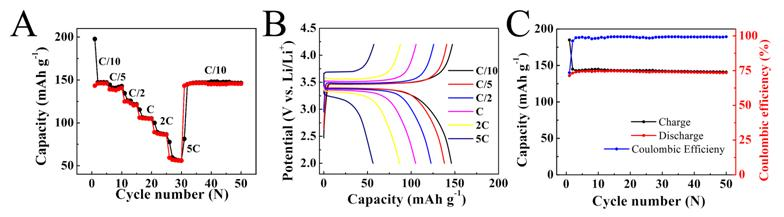 A
Capacity (mAh g-1)
200
150
100
50
C/10
C/5
C/2
C
2C
5C
C/10
0 10 20 30 40 50
Cycle number (N)
B
Potential (V vs. Li/Li+)
4.5
4.0
3.5
3.0
2.5
2.0
C/10
C/5
C/2
C
2C
5C
0 50 100 150 200
Capacity (mAh g-1)
C
Capacity (mAh g-1)
200
150
100
50
0
Charge
Discharge
Coulombic Efficieny
0 10 20 30 40 50
Cycle number (N)
100
75
50
25
0
Coulombic efficiency (%)